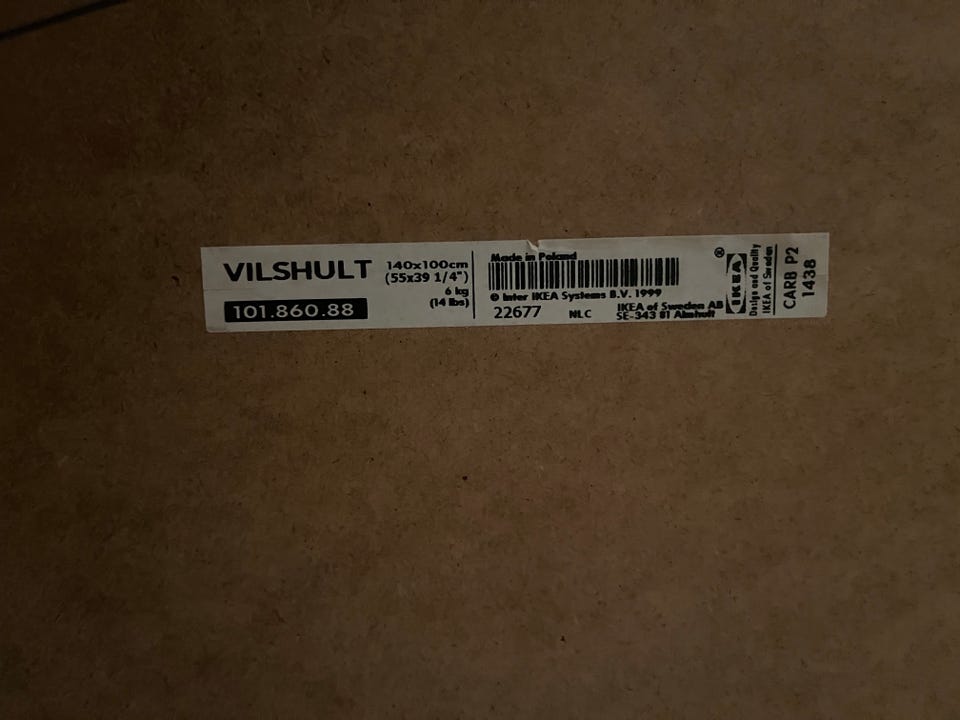 VILSHULT
140x100cm
(55x39 1/4")
6 kg
(14 lbs)
101.860.88
Made in Poland
© Inter IKEA Systems B.V. 1999
22677 NLC
IKEA of Sweden AB
SE-343 81 Älmhult
®
IKEA
Design and Quality
IKEA of Sweden
CARB P2
1438